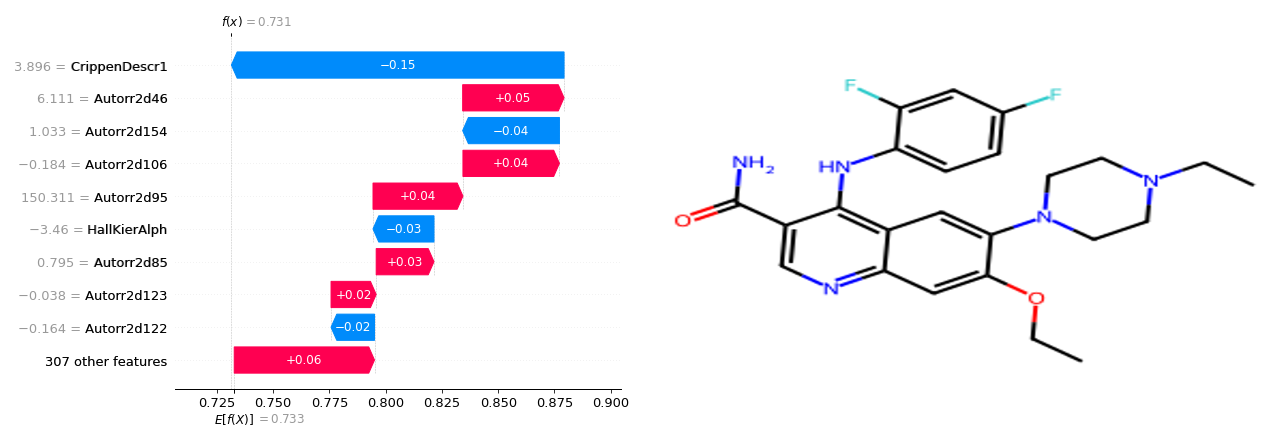 f(x) = 0.731
3.896 = CrippenDescr1
−0.15
6.111 = Autorr2d46
+0.05
1.033 = Autorr2d154
−0.04
−0.184 = Autorr2d106
+0.04
150.311 = Autorr2d95
+0.04
−3.46 = HallKierAlph
−0.03
0.795 = Autorr2d85
+0.03
−0.038 = Autorr2d123
+0.02
−0.164 = Autorr2d122
−0.02
307 other features
+0.06
0.725 0.750 0.775 0.800 0.825 0.850 0.875 0.900
E[f(X)] = 0.733
F
F
NH₂
HN
N
O
N
N
O